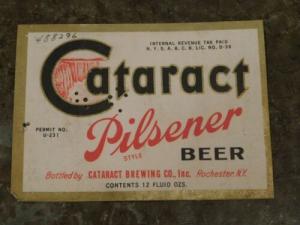 488296
INTERNAL REVENUE TAX PAID
N.Y.S.A.B.C.B. LIC. NO. D-38
Cataract
PERMIT NO.
U-231
Pilsener
STYLE
BEER
Bottled by CATARACT BREWING CO., Inc. Rochester, N.Y.
CONTENTS 12 FLUID OZS.